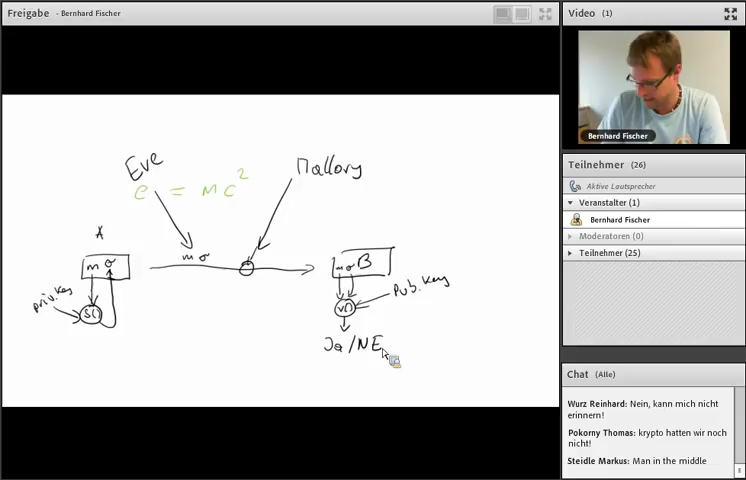 Freigabe - Bernhard Fischer
Video (1)
Bernhard Fischer
Teilnehmer (26)
Aktive Lautsprecher
Veranstalter (1)
Bernhard Fischer
Moderatoren (0)
Teilnehmer (25)
Chat (Alle)
Wurz Reinhard: Nein, kann mich nicht
erinnern!
Pokorny Thomas: krypto hatten wir noch
nicht!
Steidle Markus: Man in the middle
Eve
Mallory
e = mc²
A
m σ
m σ
m σ B
priv. key
S()
Pub. key
V()
Ja/NE